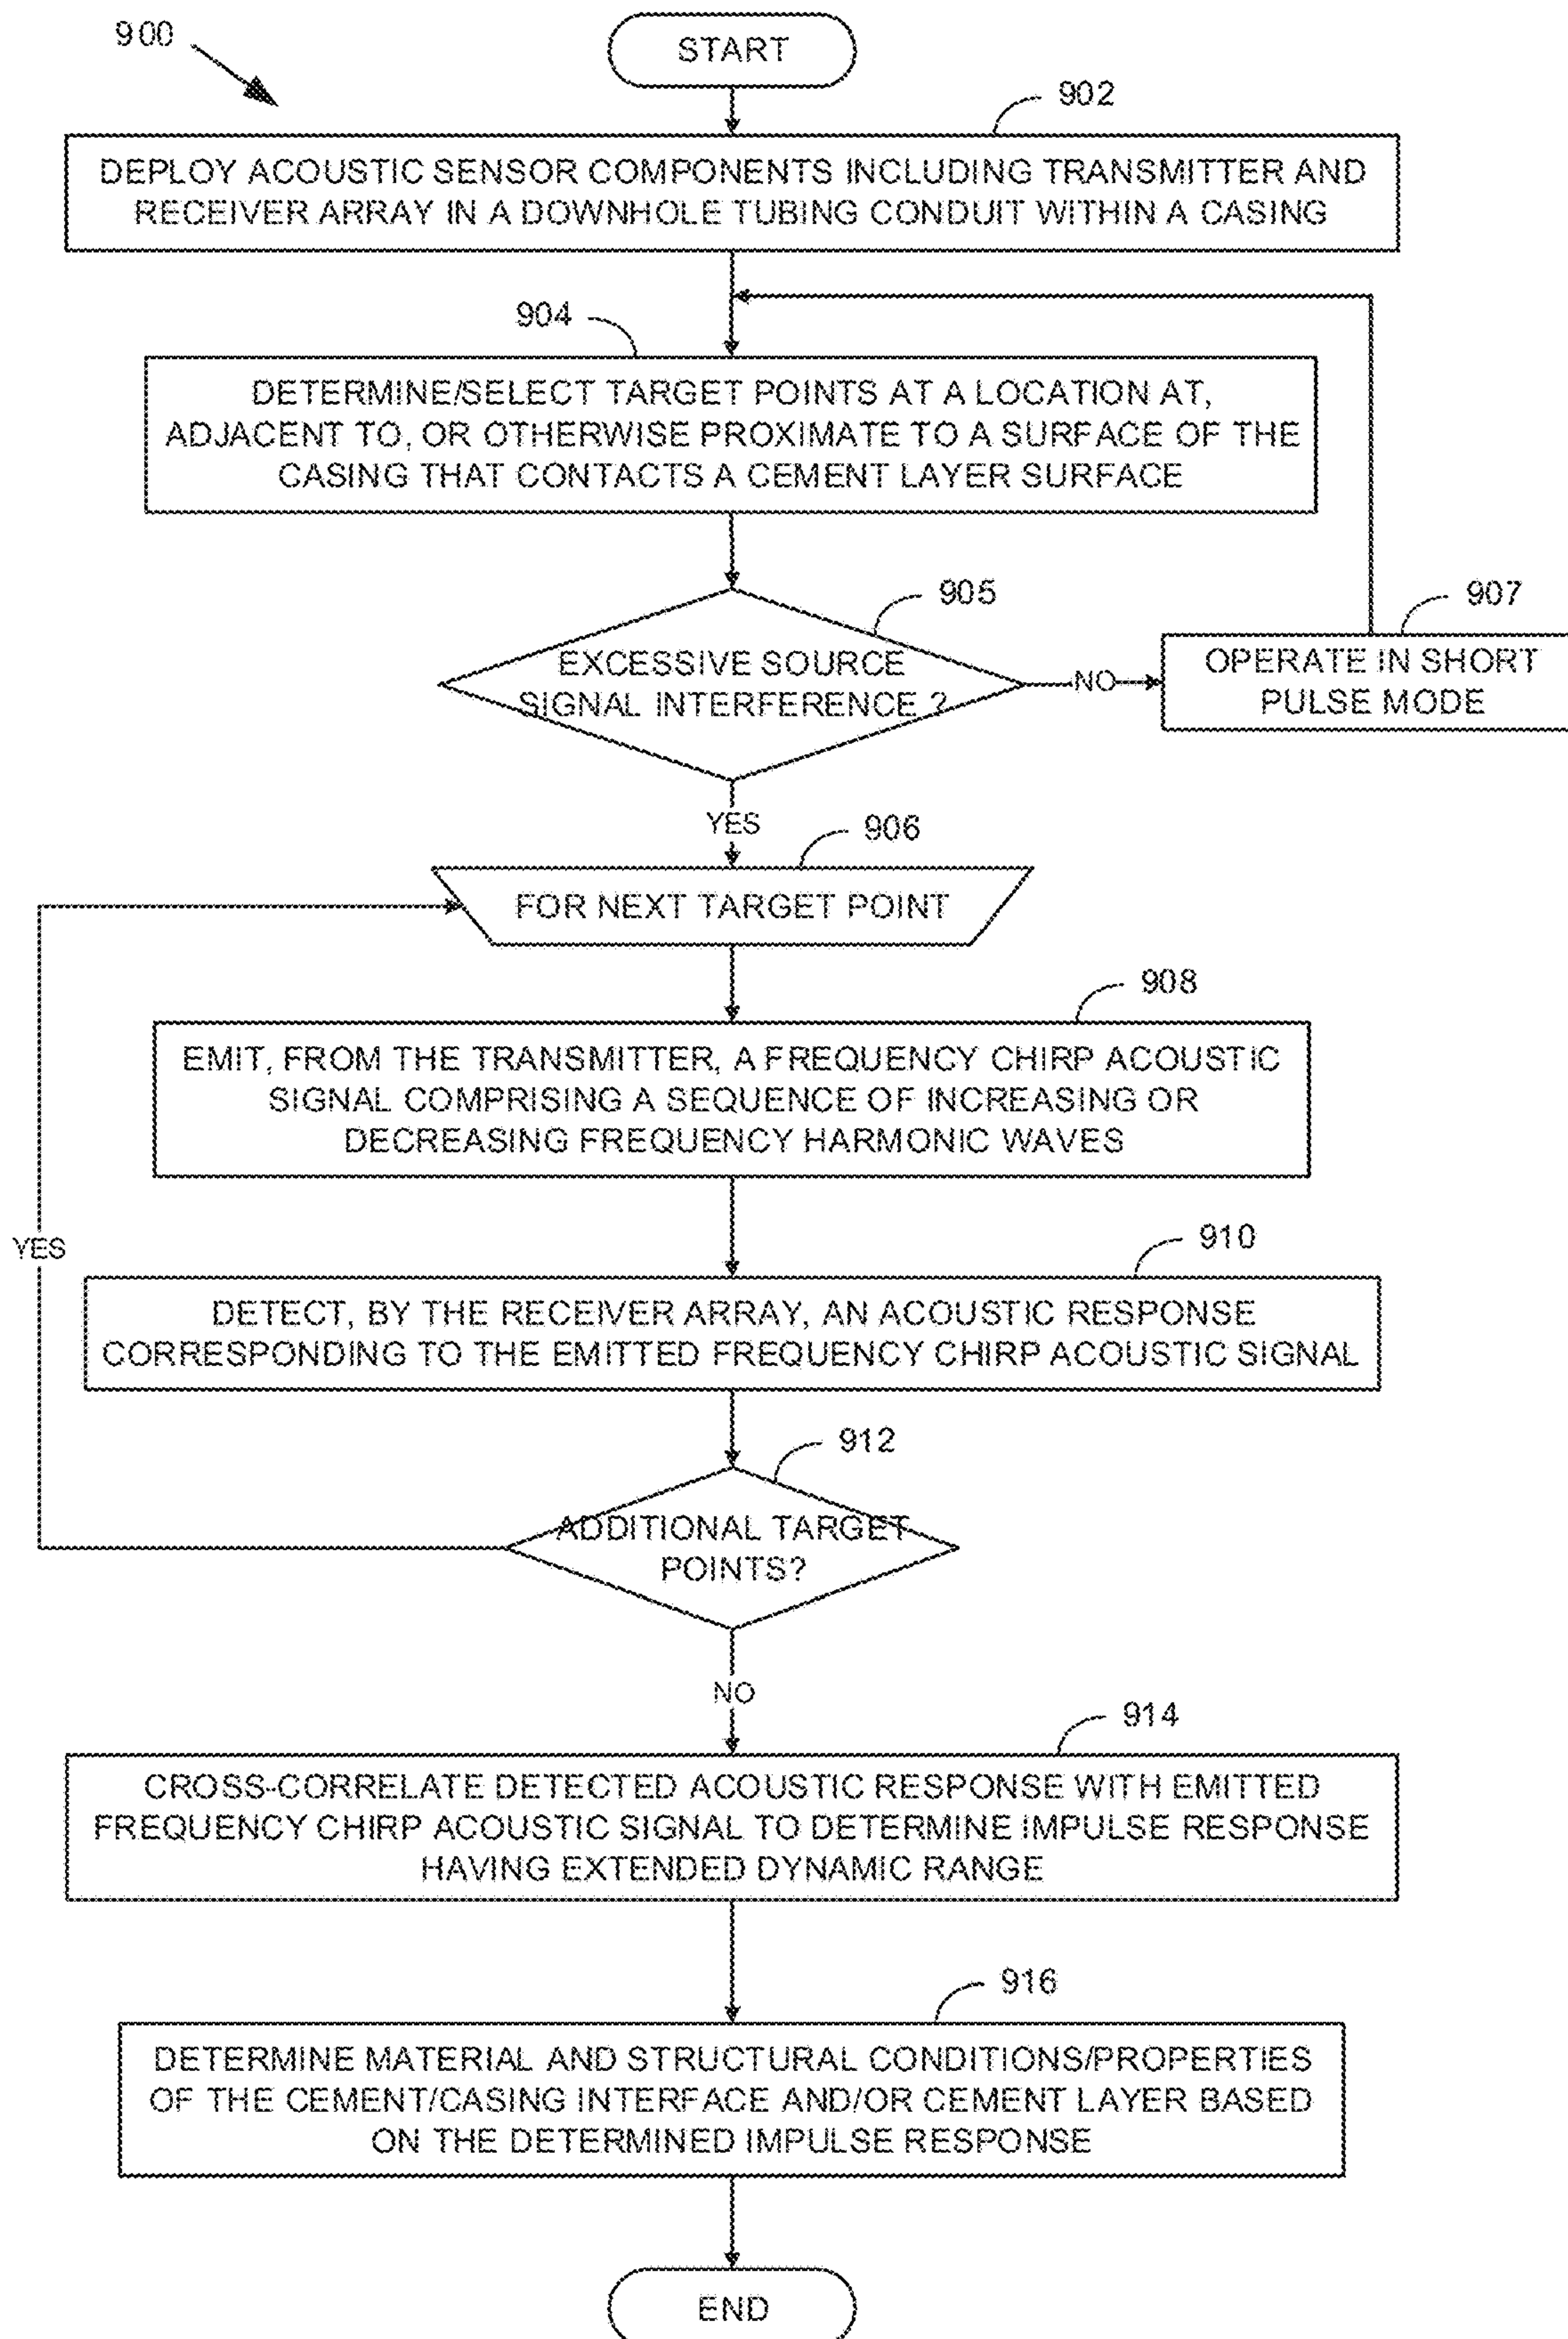 900
START
902
DEPLOY ACOUSTIC SENSOR COMPONENTS INCLUDING TRANSMITTER AND
RECEIVER ARRAY IN A DOWNHOLE TUBING CONDUIT WITHIN A CASING
904
DETERMINE/SELECT TARGET POINTS AT A LOCATION AT,
ADJACENT TO, OR OTHERWISE PROXIMATE TO A SURFACE OF THE
CASING THAT CONTACTS A CEMENT LAYER SURFACE
905
EXCESSIVE SOURCE
SIGNAL INTERFERENCE ?
NO
907
OPERATE IN SHORT
PULSE MODE
YES
906
FOR NEXT TARGET POINT
908
EMIT, FROM THE TRANSMITTER, A FREQUENCY CHIRP ACOUSTIC
SIGNAL COMPRISING A SEQUENCE OF INCREASING OR
DECREASING FREQUENCY HARMONIC WAVES
YES
910
DETECT, BY THE RECEIVER ARRAY, AN ACOUSTIC RESPONSE
CORRESPONDING TO THE EMITTED FREQUENCY CHIRP ACOUSTIC SIGNAL
912
ADDITIONAL TARGET
POINTS?
NO
914
CROSS-CORRELATE DETECTED ACOUSTIC RESPONSE WITH EMITTED
FREQUENCY CHIRP ACOUSTIC SIGNAL TO DETERMINE IMPULSE RESPONSE
HAVING EXTENDED DYNAMIC RANGE
916
DETERMINE MATERIAL AND STRUCTURAL CONDITIONS/PROPERTIES
OF THE CEMENT/CASING INTERFACE AND/OR CEMENT LAYER BASED
ON THE DETERMINED IMPULSE RESPONSE
END